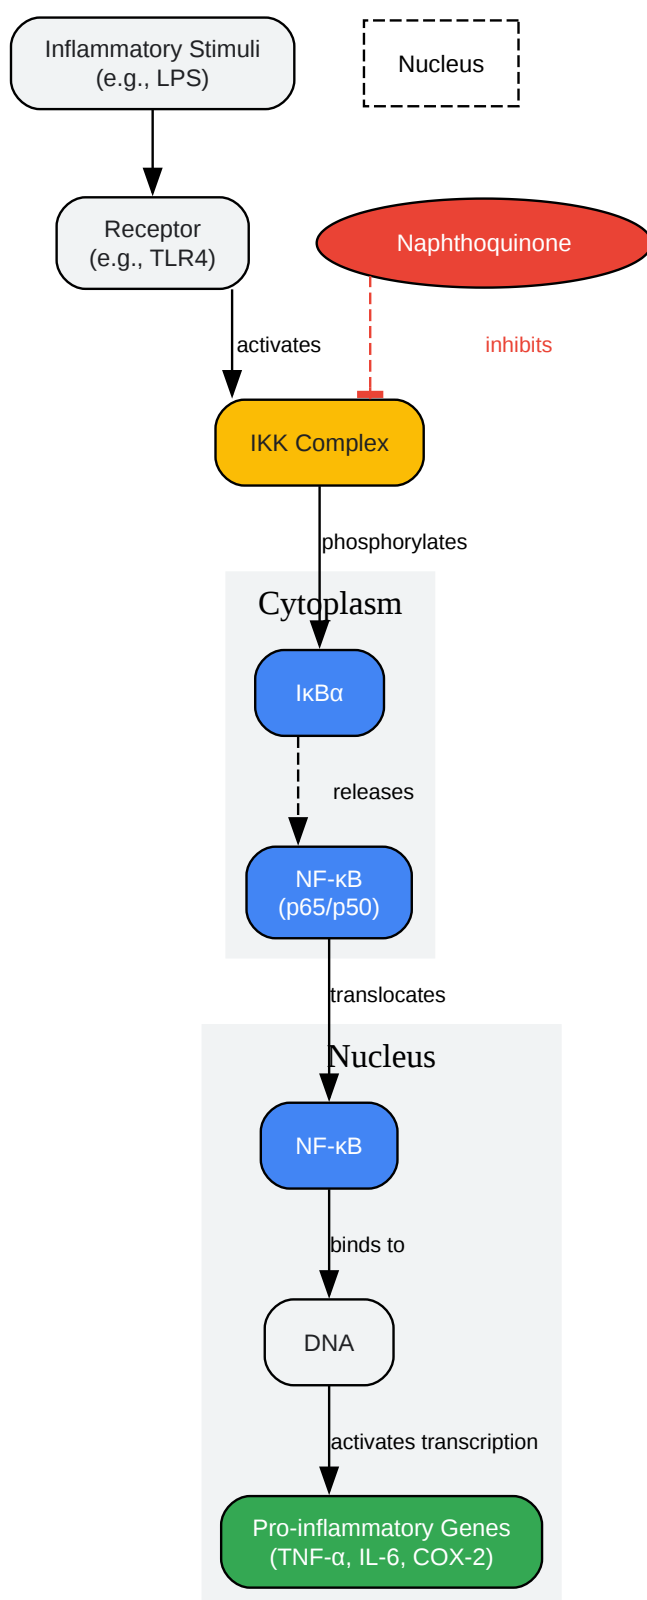 Inflammatory Stimuli
(e.g., LPS)
Nucleus
Receptor
(e.g., TLR4)
Naphthoquinone
activates
inhibits
IKK Complex
phosphorylates
Cytoplasm
IκBα
releases
NF-κB
(p65/p50)
translocates
Nucleus
NF-κB
binds to
DNA
activates transcription
Pro-inflammatory Genes
(TNF-α, IL-6, COX-2)